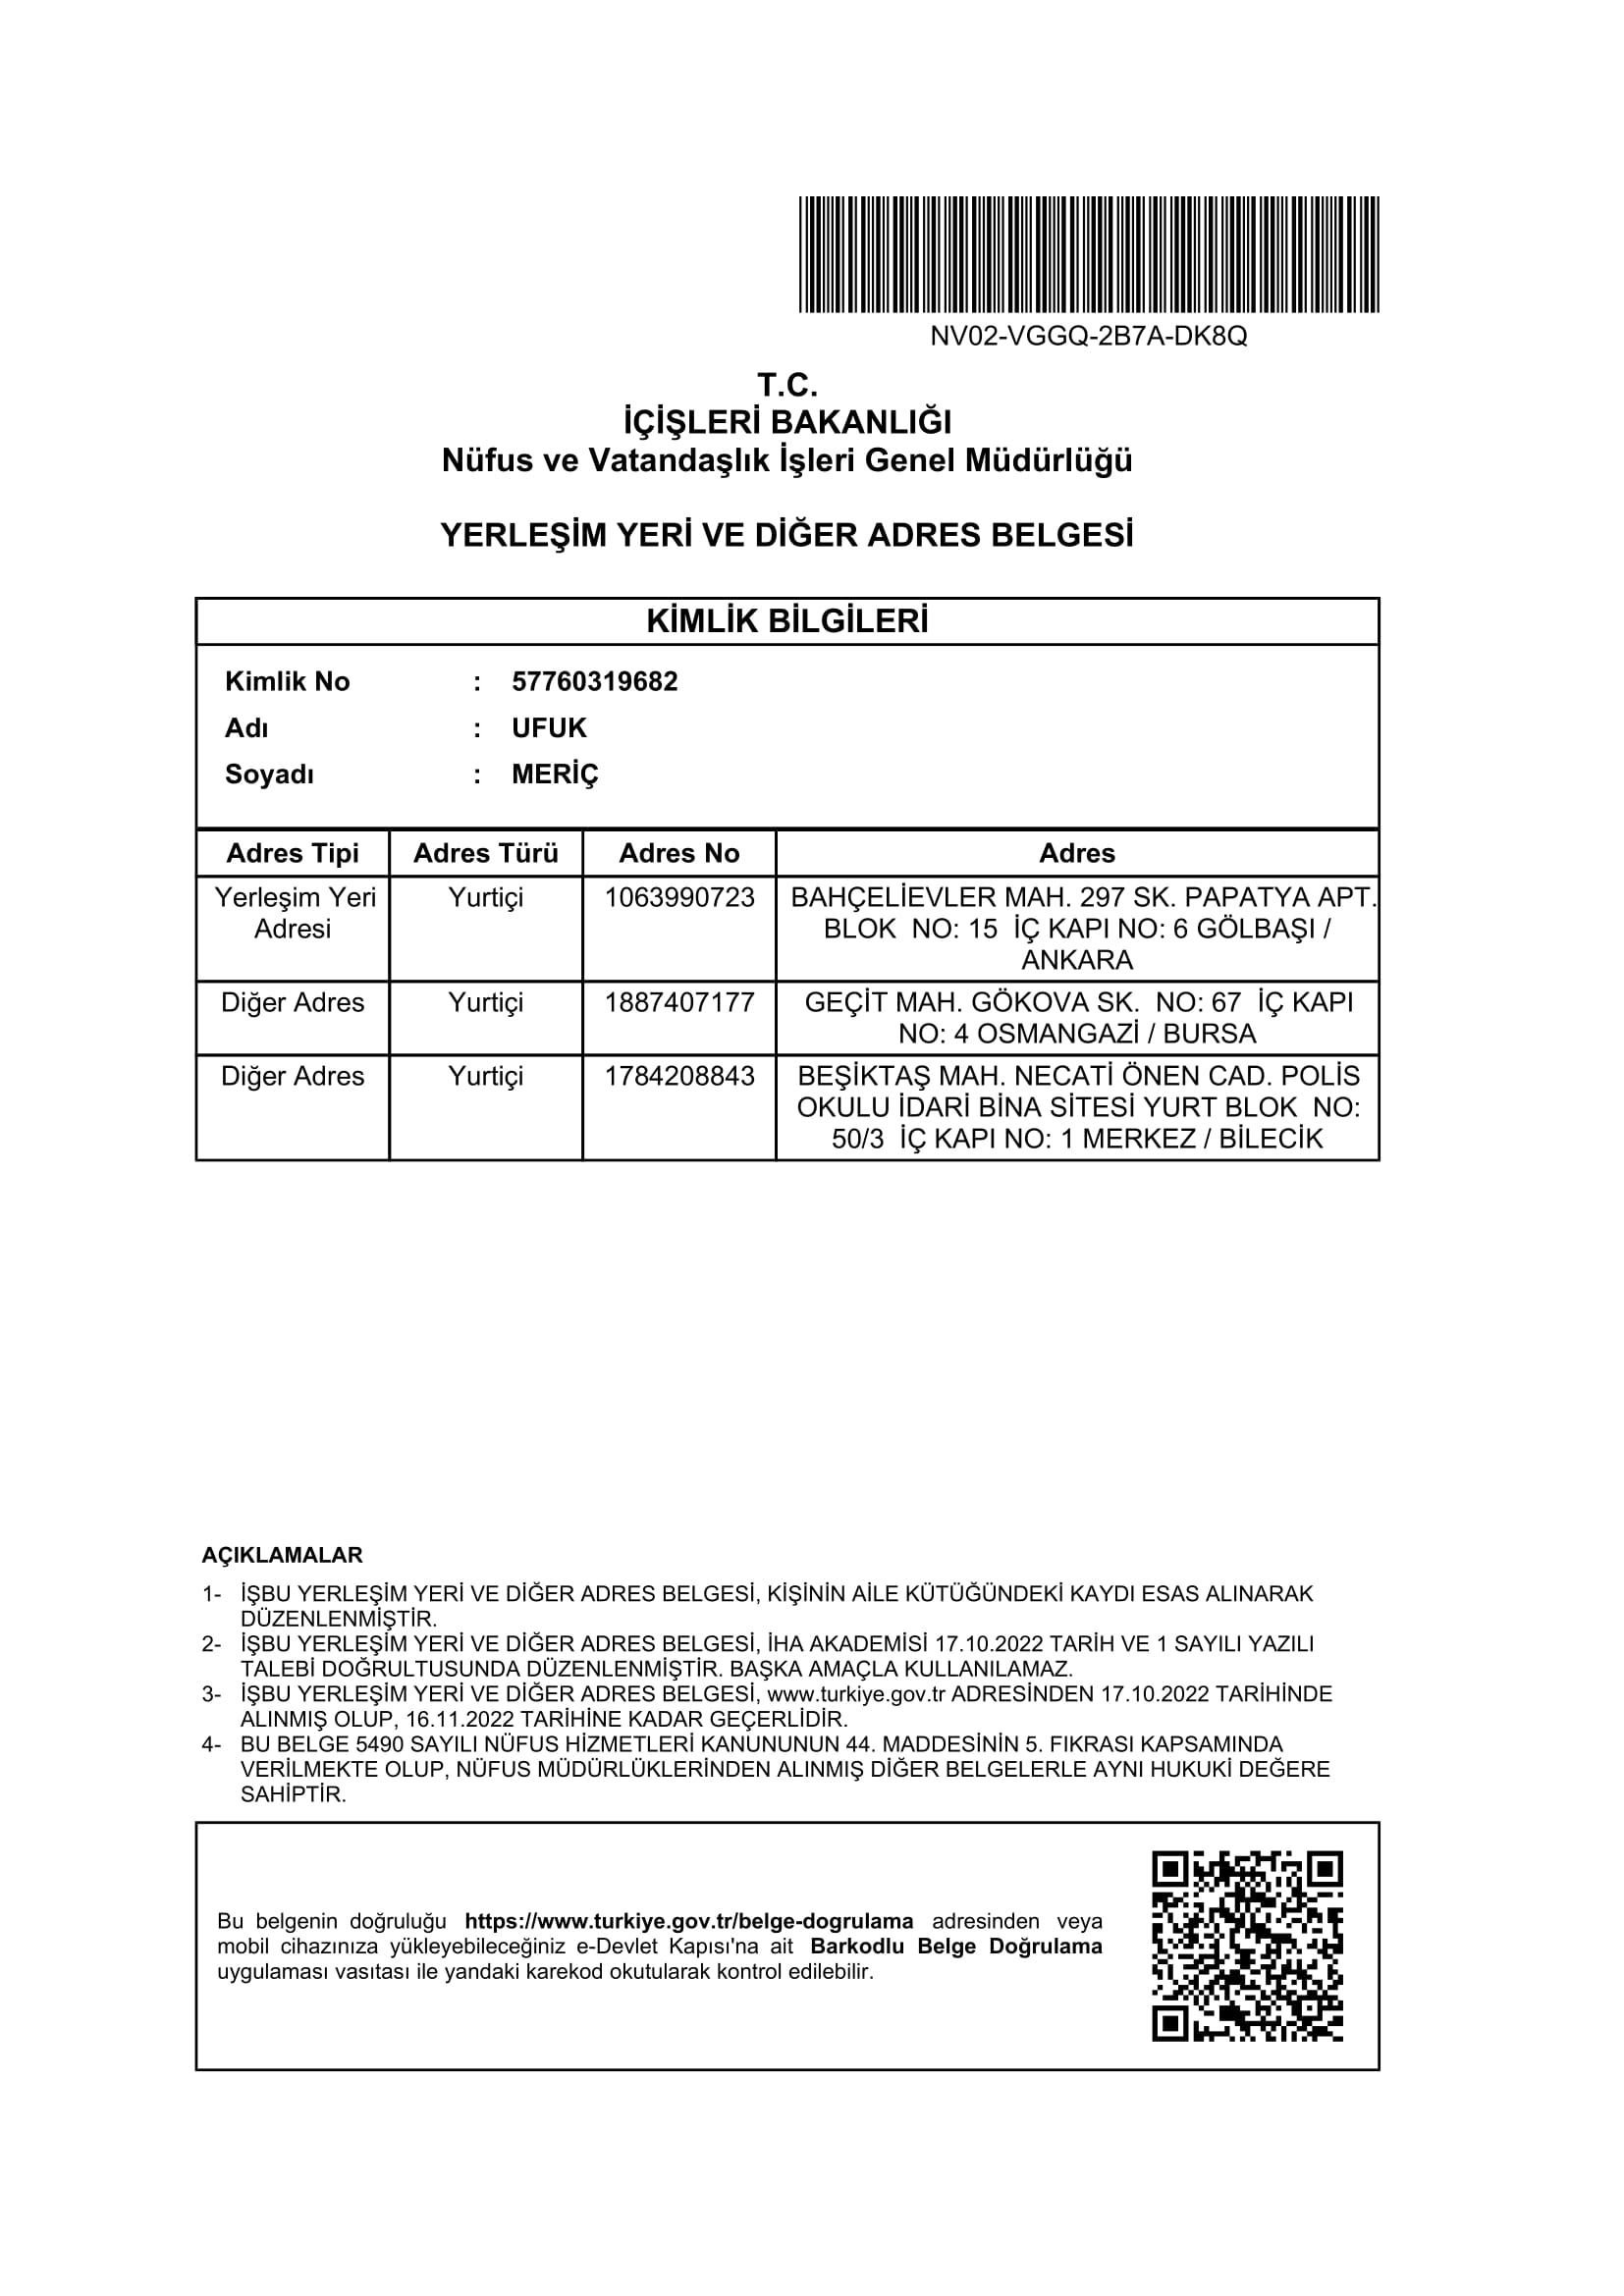 NV02-VGGQ-2B7A-DK8Q
T.C.
İÇİŞLERİ BAKANLIĞI
Nüfus ve Vatandaşlık İşleri Genel Müdürlüğü
YERLEŞİM YERİ VE DİĞER ADRES BELGESİ
KİMLİK BİLGİLERİ
Kimlik No : 57760319682
Adı : UFUK
Soyadı : MERİÇ
Adres Tipi Adres Türü Adres No Adres
Yerleşim Yeri Yurtiçi 1063990723 BAHÇELİEVLER MAH. 297 SK. PAPATYA APT.
Adresi BLOK NO: 15 İÇ KAPI NO: 6 GÖLBAŞI /
ANKARA
Diğer Adres Yurtiçi 1887407177 GEÇİT MAH. GÖKOVA SK. NO: 67 İÇ KAPI
NO: 4 OSMANGAZİ / BURSA
Diğer Adres Yurtiçi 1784208843 BEŞİKTAŞ MAH. NECATİ ÖNEN CAD. POLİS
OKULU İDARİ BİNA SİTESİ YURT BLOK NO:
50/3 İÇ KAPI NO: 1 MERKEZ / BİLECİK
AÇIKLAMALAR
1- İŞBU YERLEŞİM YERİ VE DİĞER ADRES BELGESİ, KİŞİNİN AİLE KÜTÜĞÜNDEKİ KAYDI ESAS ALINARAK
DÜZENLENMİŞTİR.
2- İŞBU YERLEŞİM YERİ VE DİĞER ADRES BELGESİ, İHA AKADEMİSİ 17.10.2022 TARİH VE 1 SAYILI YAZILI
TALEBİ DOĞRULTUSUNDA DÜZENLENMİŞTİR. BAŞKA AMAÇLA KULLANILAMAZ.
3- İŞBU YERLEŞİM YERİ VE DİĞER ADRES BELGESİ, www.turkiye.gov.tr ADRESİNDEN 17.10.2022 TARİHİNDE
ALINMIŞ OLUP, 16.11.2022 TARİHİNE KADAR GEÇERLİDİR.
4- BU BELGE 5490 SAYILI NÜFUS HİZMETLERİ KANUNUNUN 44. MADDESİNİN 5. FIKRASI KAPSAMINDA
VERİLMEKTE OLUP, NÜFUS MÜDÜRLÜKLERİNDEN ALINMIŞ DİĞER BELGELERLE AYNI HUKUKİ DEĞERE
SAHİPTİR.
Bu belgenin doğruluğu https://www.turkiye.gov.tr/belge-dogrulama adresinden veya
mobil cihazınıza yükleyebileceğiniz e-Devlet Kapısı'na ait Barkodlu Belge Doğrulama
uygulaması vasıtası ile yandaki karekod okutularak kontrol edilebilir.